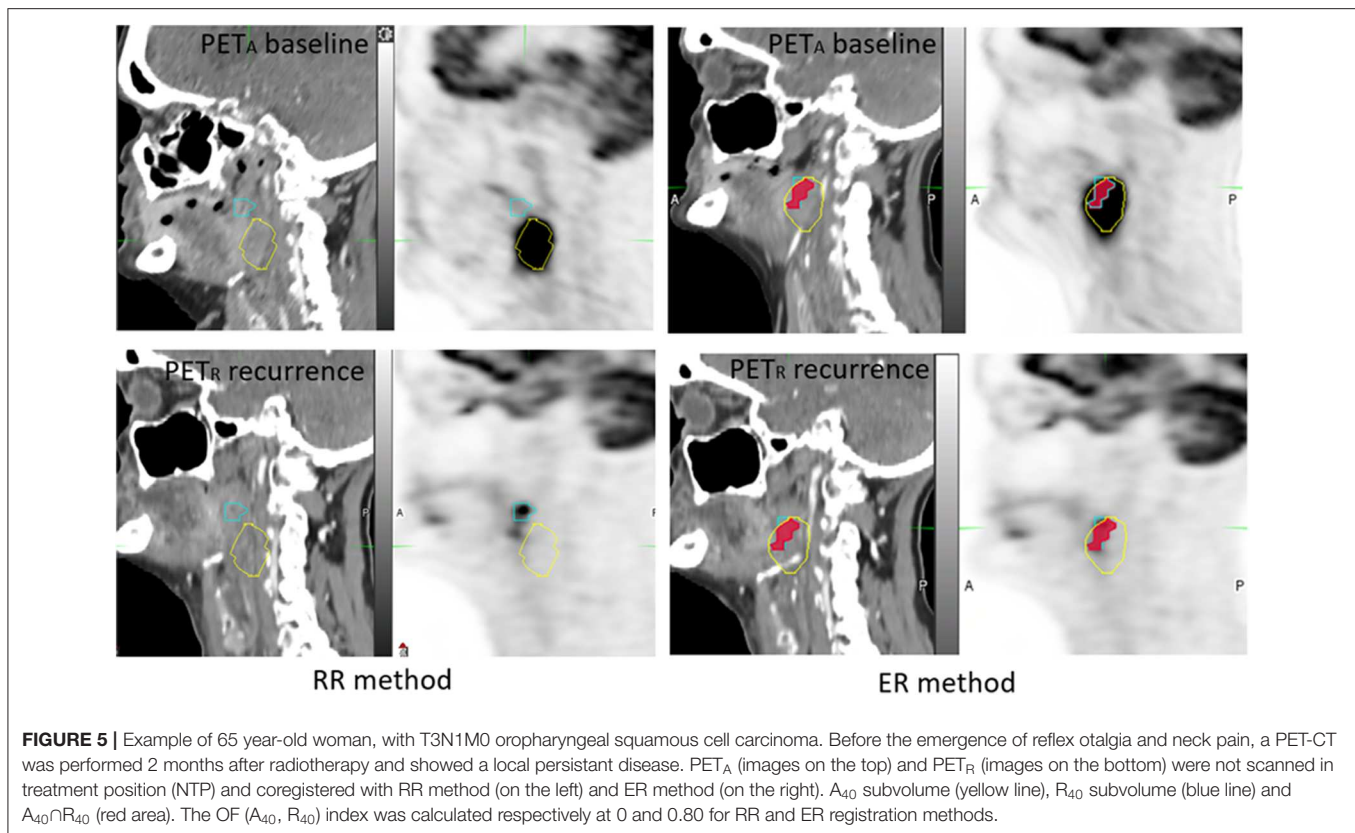 PETA baseline
PETA baseline
A
P
PETR recurrence
PETR recurrence
P
A
P
A
P
RR method
ER method
FIGURE 5 | Example of 65 year-old woman, with T3N1M0 oropharyngeal squamous cell carcinoma. Before the emergence of reflex otalgia and neck pain, a PET-CT
was performed 2 months after radiotherapy and showed a local persistant disease. PETA (images on the top) and PETR (images on the bottom) were not scanned in
treatment position (NTP) and coregistered with RR method (on the left) and ER method (on the right). A40 subvolume (yellow line), R40 subvolume (blue line) and
A40∩R40 (red area). The OF (A40, R40) index was calculated respectively at 0 and 0.80 for RR and ER registration methods.